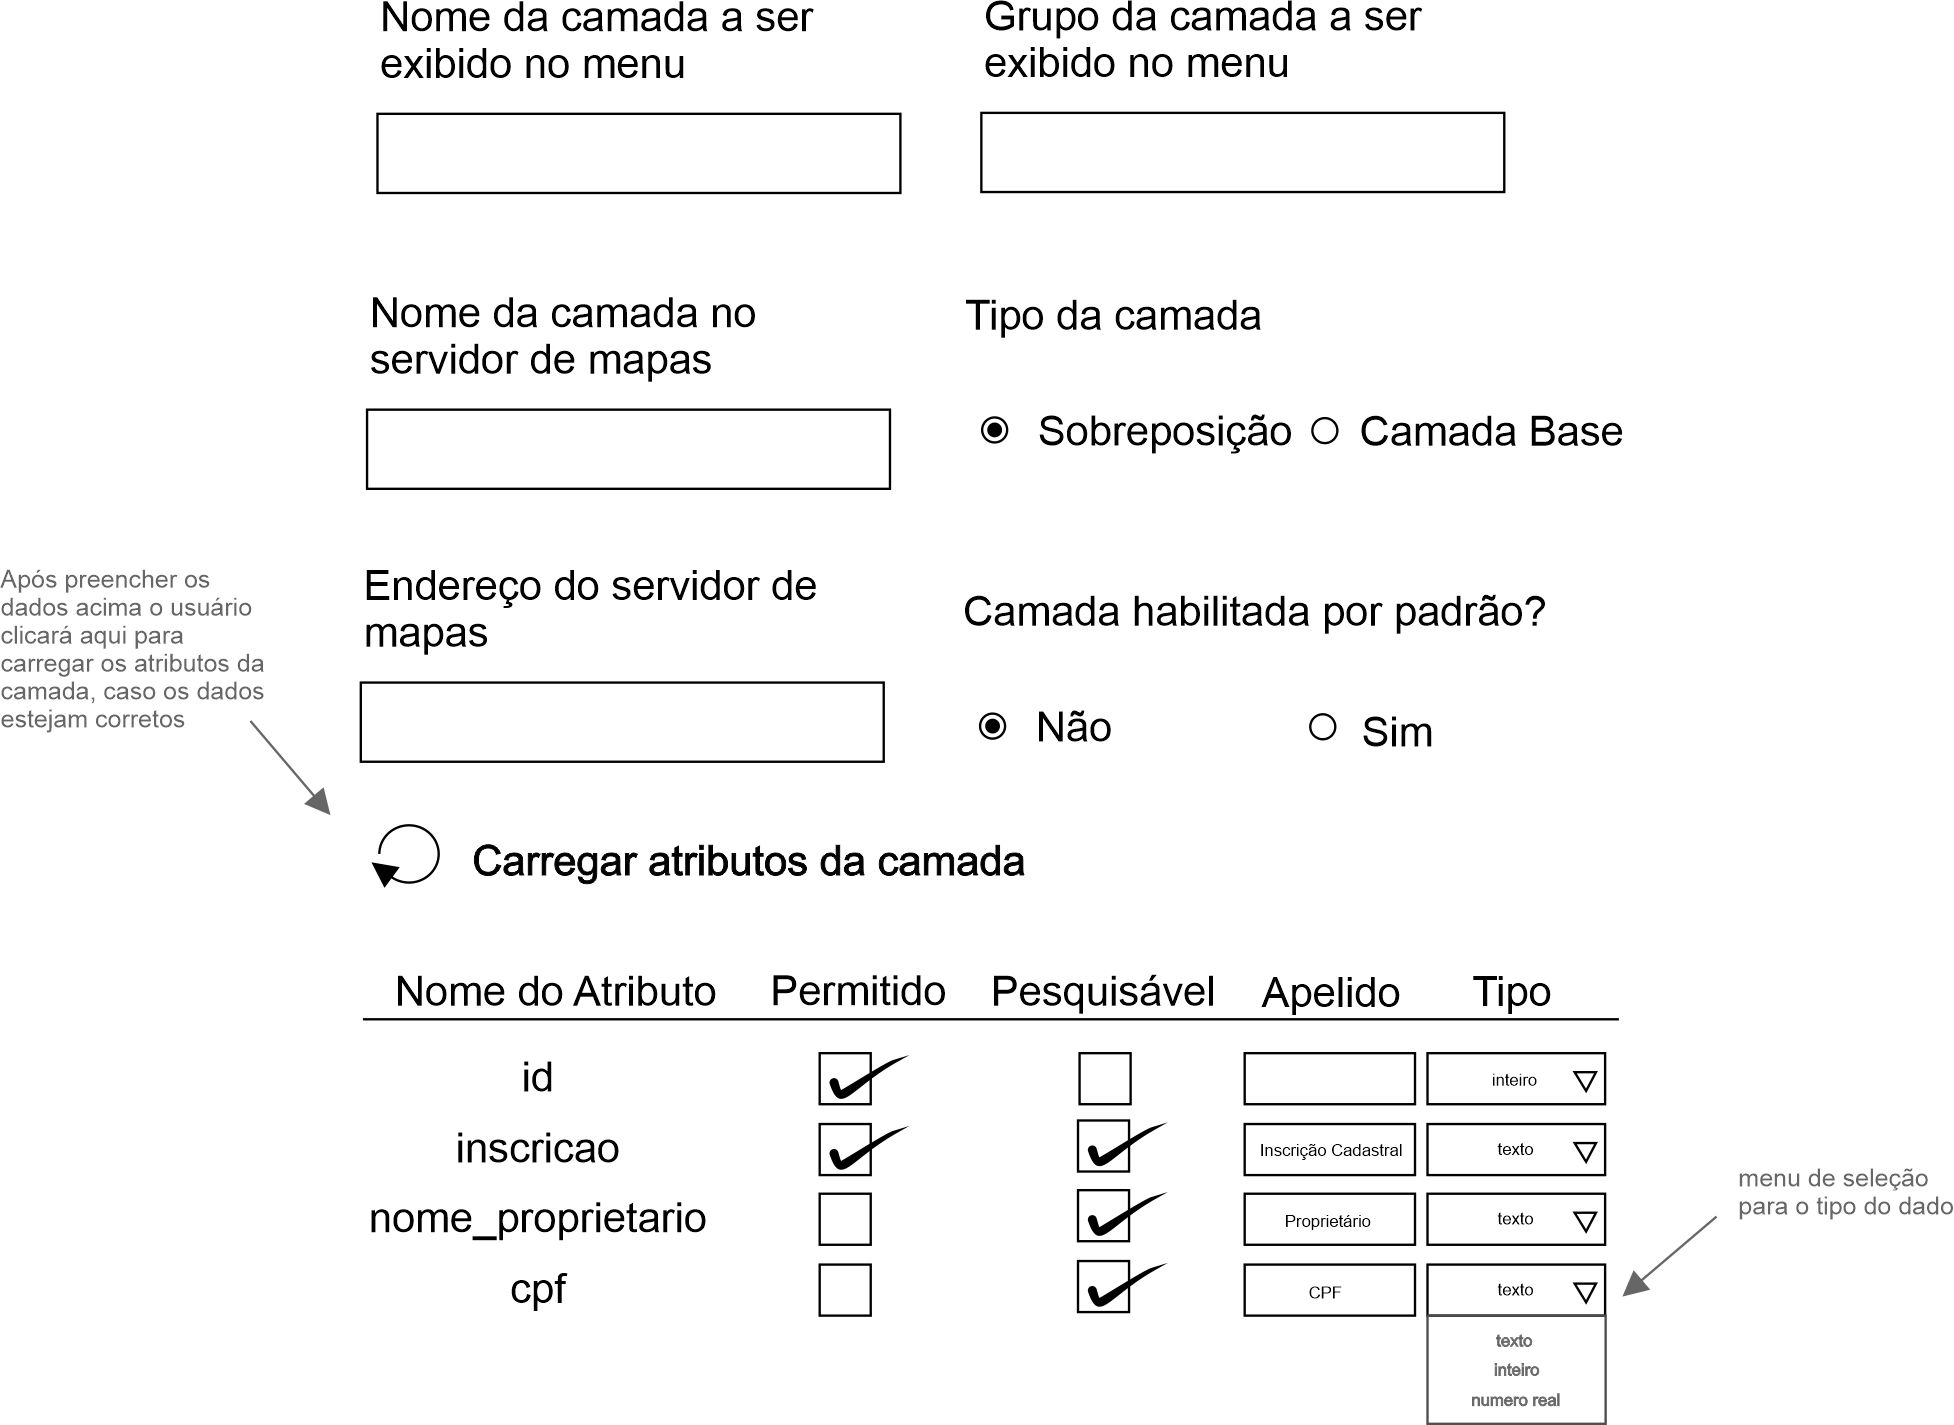 Nome da camada a ser
exibido no menu
Grupo da camada a ser
exibido no menu
Nome da camada no
servidor de mapas
Tipo da camada
Sobreposição
Camada Base
Após preencher os
dados acima o usuário
clicará aqui para
carregar os atributos da
camada, caso os dados
estejam corretos
Endereço do servidor de
mapas
Camada habilitada por padrão?
Não
Sim
Carregar atributos da camada
Nome do Atributo Permitido Pesquisável Apelido Tipo
id inteiro
inscricao Inscrição Cadastral texto
nome_proprietario Proprietário texto
cpf CPF texto
texto
inteiro
numero real
menu de seleção
para o tipo do dado